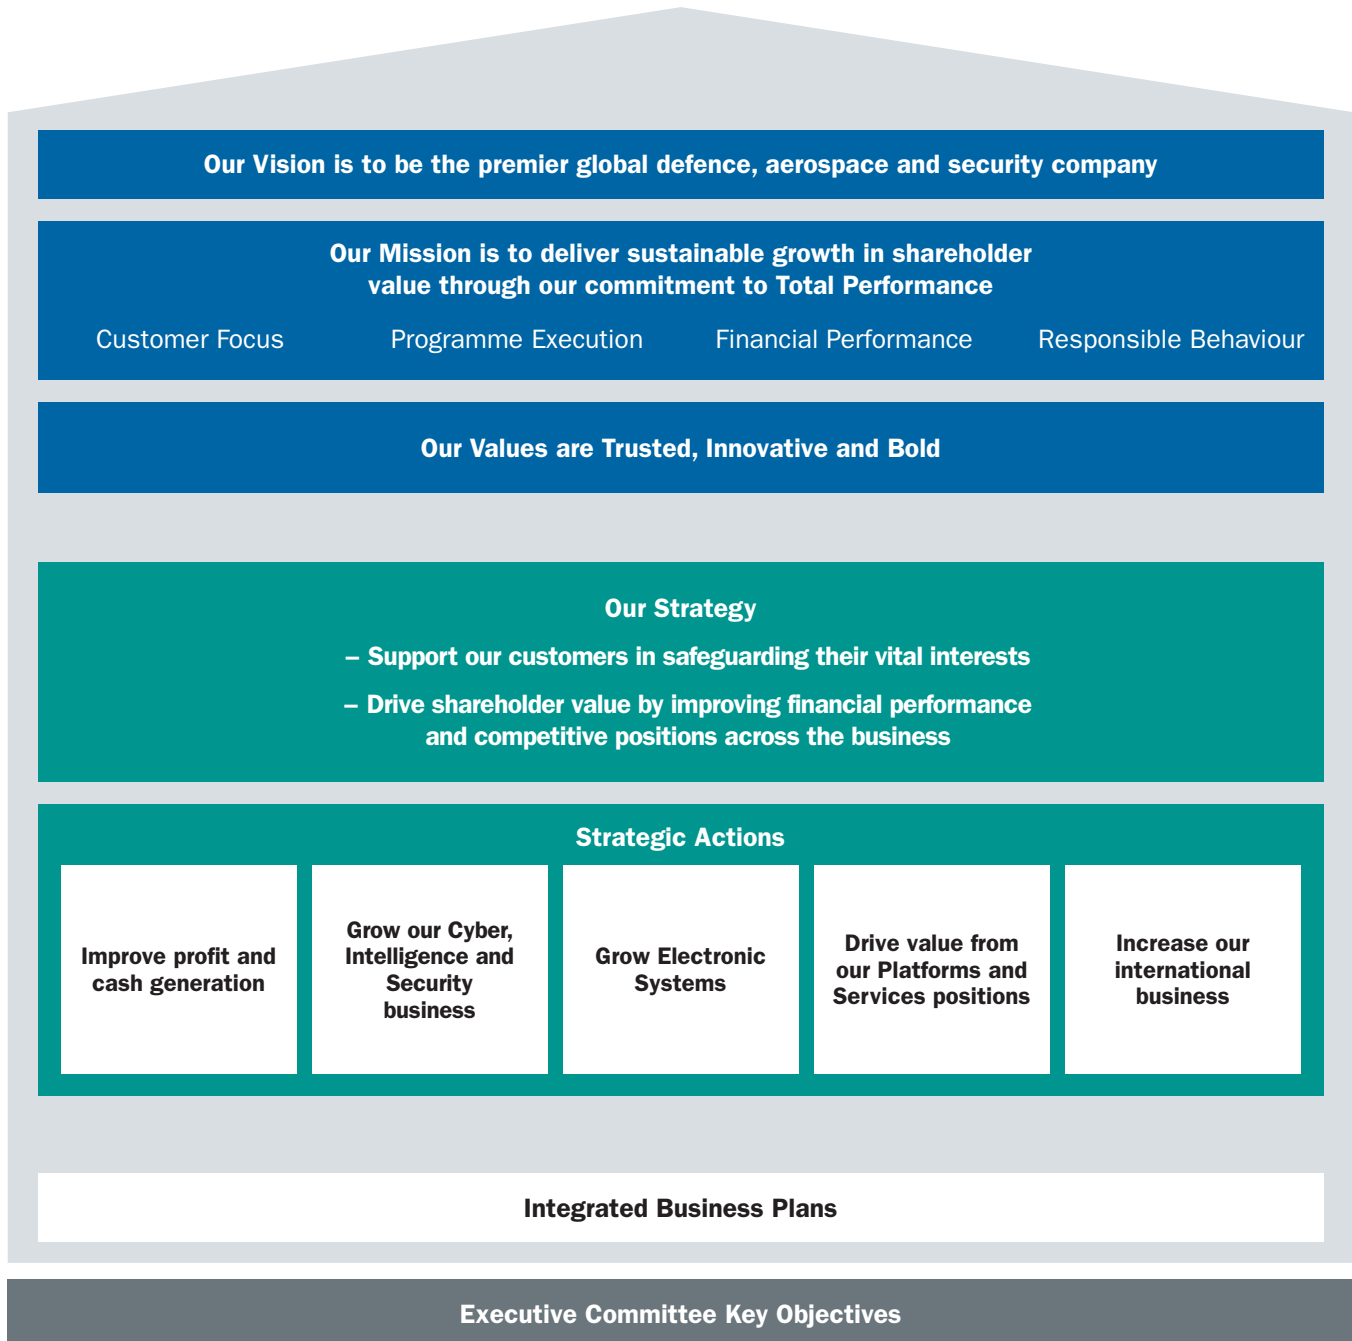 Our Vision is to be the premier global defence, aerospace and security company
Our Mission is to deliver sustainable growth in shareholder
value through our commitment to Total Performance
Customer Focus Programme Execution Financial Performance Responsible Behaviour
Our Values are Trusted, Innovative and Bold
Our Strategy
– Support our customers in safeguarding their vital interests
– Drive shareholder value by improving financial performance
and competitive positions across the business
Strategic Actions
Improve profit and
cash generation
Grow our Cyber,
Intelligence and
Security
business
Grow Electronic
Systems
Drive value from
our Platforms and
Services positions
Increase our
international
business
Integrated Business Plans
Executive Committee Key Objectives